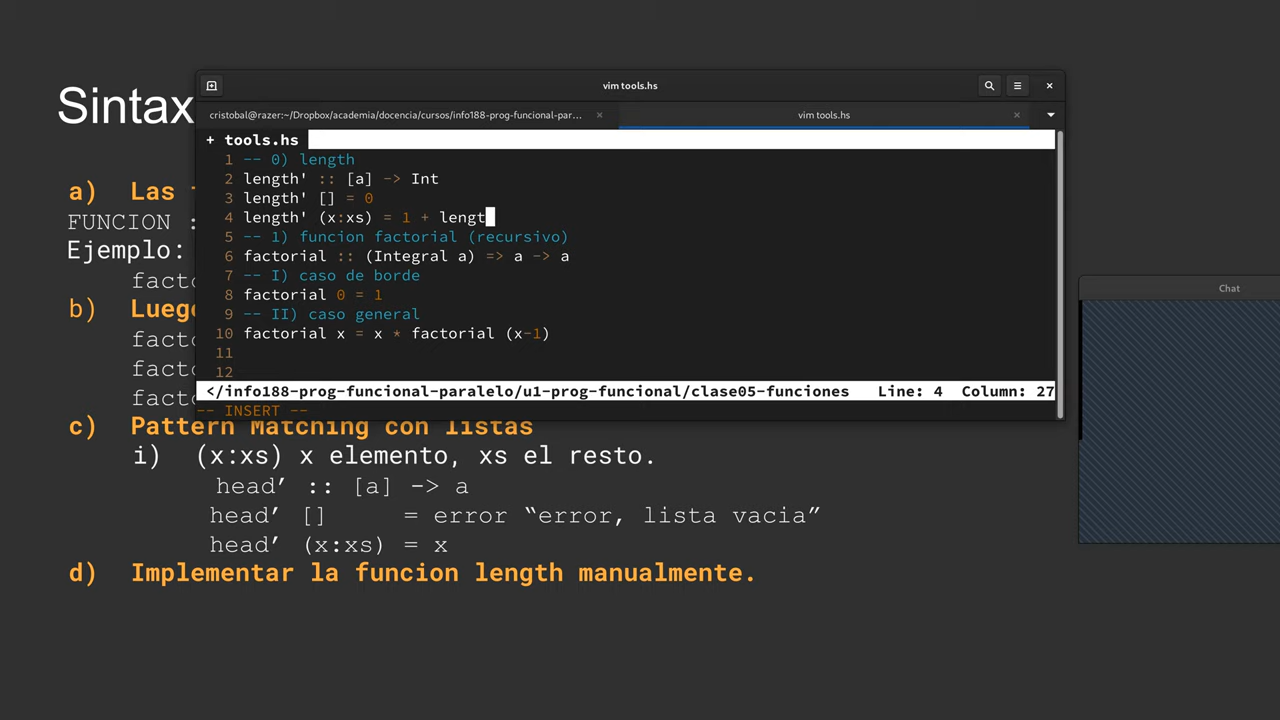 Sintax
vim tools.hs
cristobal@razer:~/Dropbox/academia/docencia/cursos/info188-prog-funcional-par...
vim tools.hs
+ tools.hs
1 -- 0) length
2 length' :: [a] -> Int
3 length' [] = 0
4 length' (x:xs) = 1 + lengt
5 -- 1) funcion factorial (recursivo)
6 factorial :: (Integral a) => a -> a
7 -- I) caso de borde
8 factorial 0 = 1
9 -- II) caso general
10 factorial x = x * factorial (x-1)
11
12
</info188-prog-funcional-paralelo/u1-prog-funcional/clase05-funciones Line: 4 Column: 27
-- INSERT --
a) Las
FUNCION :
Ejemplo:
facto
b) Luego
facto
facto
facto
c) Pattern Matching con listas
i) (x:xs) x elemento, xs el resto.
head’ :: [a] -> a
head’ [] = error “error, lista vacia”
head’ (x:xs) = x
d) Implementar la funcion length manualmente.
Chat